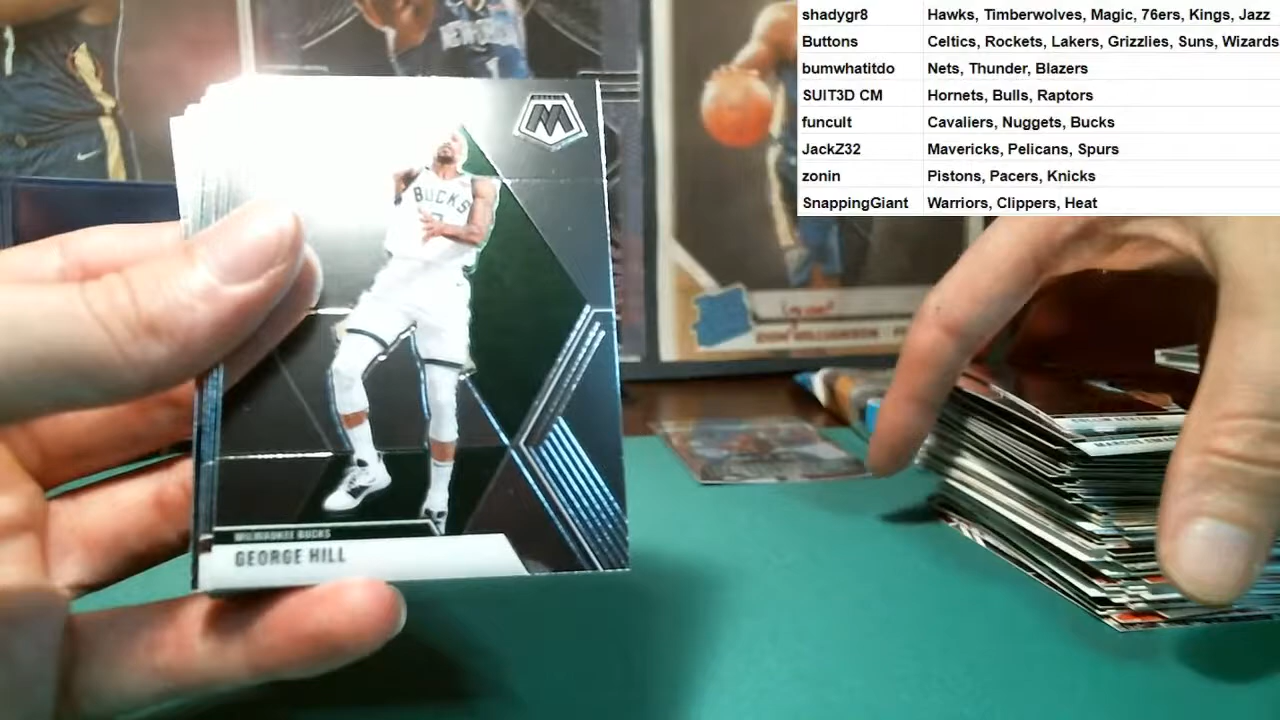 shadygr8 Hawks, Timberwolves, Magic, 76ers, Kings, Jazz
Buttons Celtics, Rockets, Lakers, Grizzlies, Suns, Wizards
bumwhatitdo Nets, Thunder, Blazers
SUIT3D CM Hornets, Bulls, Raptors
funcult Cavaliers, Nuggets, Bucks
JackZ32 Mavericks, Pelicans, Spurs
zonin Pistons, Pacers, Knicks
SnappingGiant Warriors, Clippers, Heat
BUCKS
MILWAUKEE BUCKS
GEORGE HILL